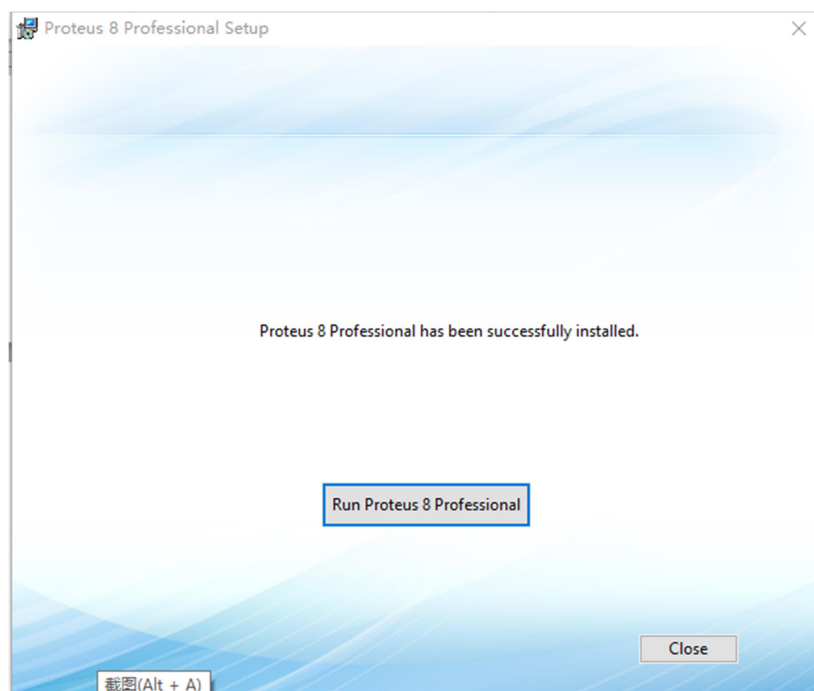 Proteus 8 Professional Setup
Proteus 8 Professional has been successfully installed.
Run Proteus 8 Professional
Close
截图(Alt + A)